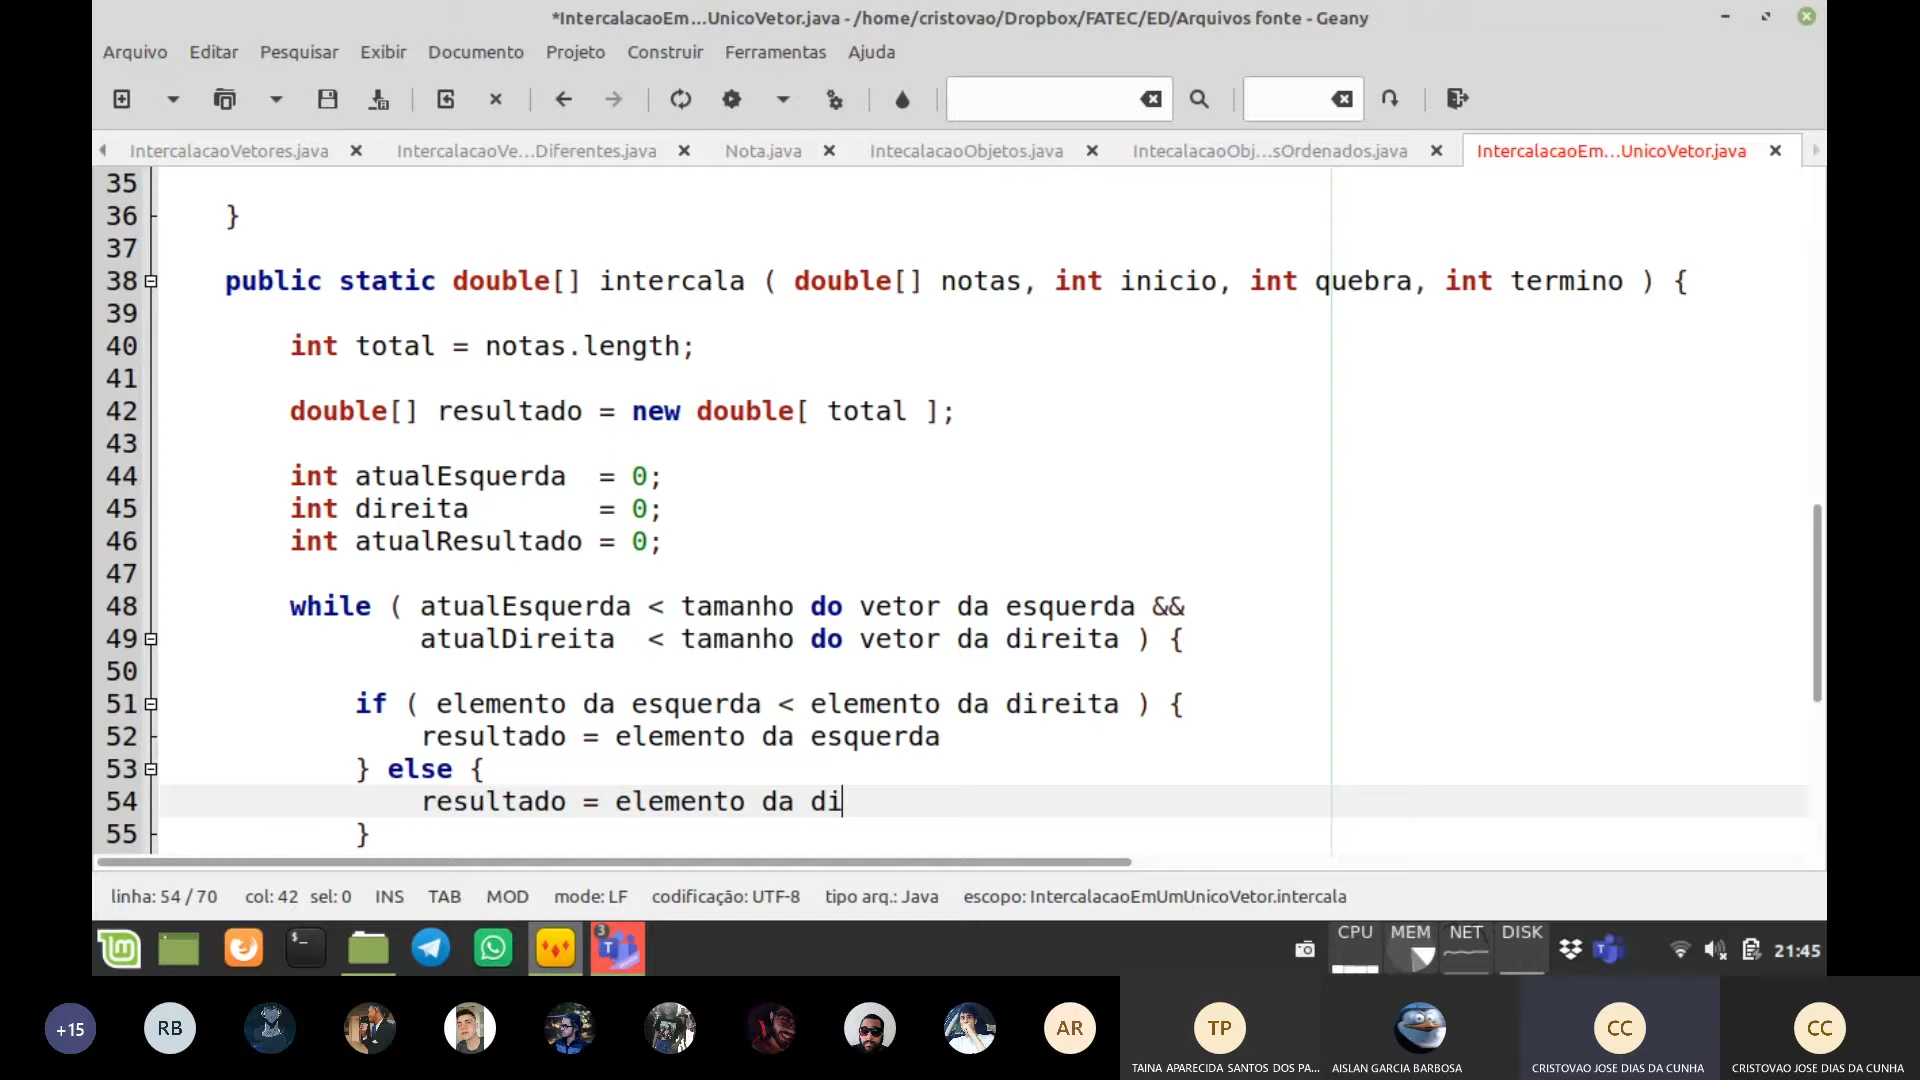 *IntercalacaoEm...UnicoVetor.java - /home/cristovao/Dropbox/FATEC/ED/Arquivos fonte - Geany
Arquivo Editar Pesquisar Exibir Documento Projeto Construir Ferramentas Ajuda
IntercalacaoVetores.java IntercalacaoVe...Diferentes.java Nota.java IntecalacaoObjetos.java IntecalacaoObj...sOrdenados.java IntercalacaoEm...UnicoVetor.java
35
36 }
37
38 public static double[] intercala ( double[] notas, int inicio, int quebra, int termino ) {
39
40 int total = notas.length;
41
42 double[] resultado = new double[ total ];
43
44 int atualEsquerda = 0;
45 int direita = 0;
46 int atualResultado = 0;
47
48 while ( atualEsquerda < tamanho do vetor da esquerda &&
49 atualDireita < tamanho do vetor da direita ) {
50
51 if ( elemento da esquerda < elemento da direita ) {
52 resultado = elemento da esquerda
53 } else {
54 resultado = elemento da di
55 }
linha: 54 / 70 col: 42 sel: 0 INS TAB MOD mode: LF codificação: UTF-8 tipo arq.: Java escopo: IntercalacaoEmUmUnicoVetor.intercala
3
CPU MEM NET DISK 21:45
+15 RB AR TP CC CC
TAINA APARECIDA SANTOS DOS PA... AISLAN GARCIA BARBOSA CRISTOVAO JOSE DIAS DA CUNHA CRISTOVAO JOSE DIAS DA CUNHA